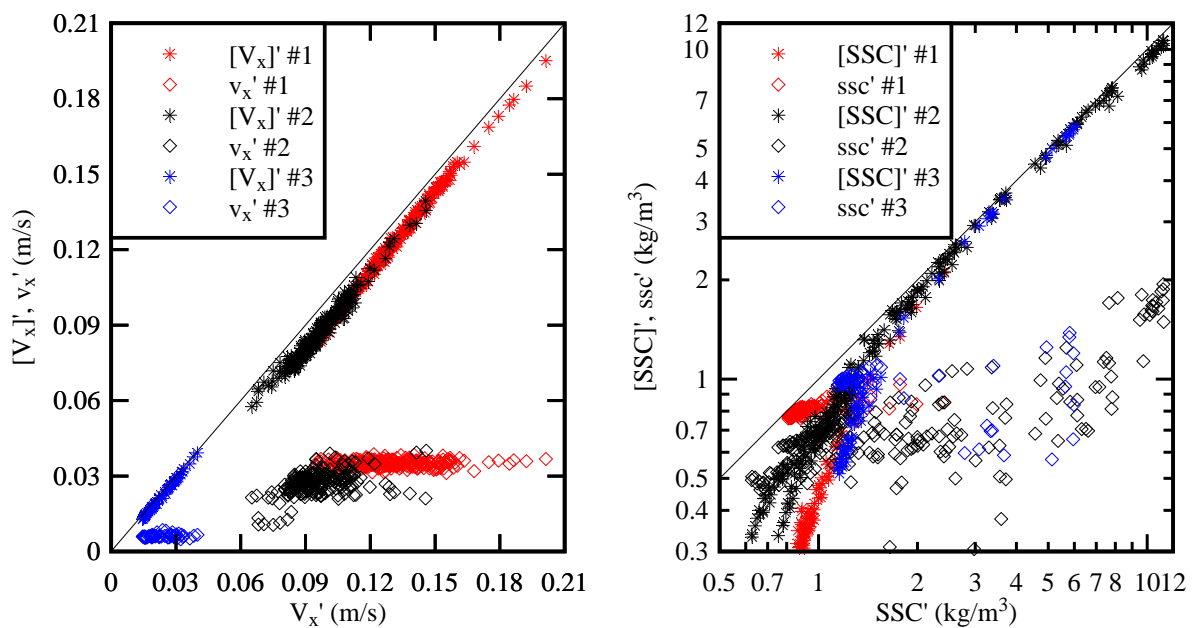 0.21
0.18
0.15
0.12
0.09
0.06
0.03
0
[Vₓ]', vₓ' (m/s)
[Vₓ]' #1
vₓ' #1
[Vₓ]' #2
vₓ' #2
[Vₓ]' #3
vₓ' #3
0 0.03 0.06 0.09 0.12 0.15 0.18 0.21
Vₓ' (m/s)
12
10
7
5
4
3
2
1
0.7
0.5
0.4
0.3
[SSC]', ssc' (kg/m³)
[SSC]' #1
ssc' #1
[SSC]' #2
ssc' #2
[SSC]' #3
ssc' #3
0.5 0.7 1 2 3 4 5 6 7 8 1012
SSC' (kg/m³)